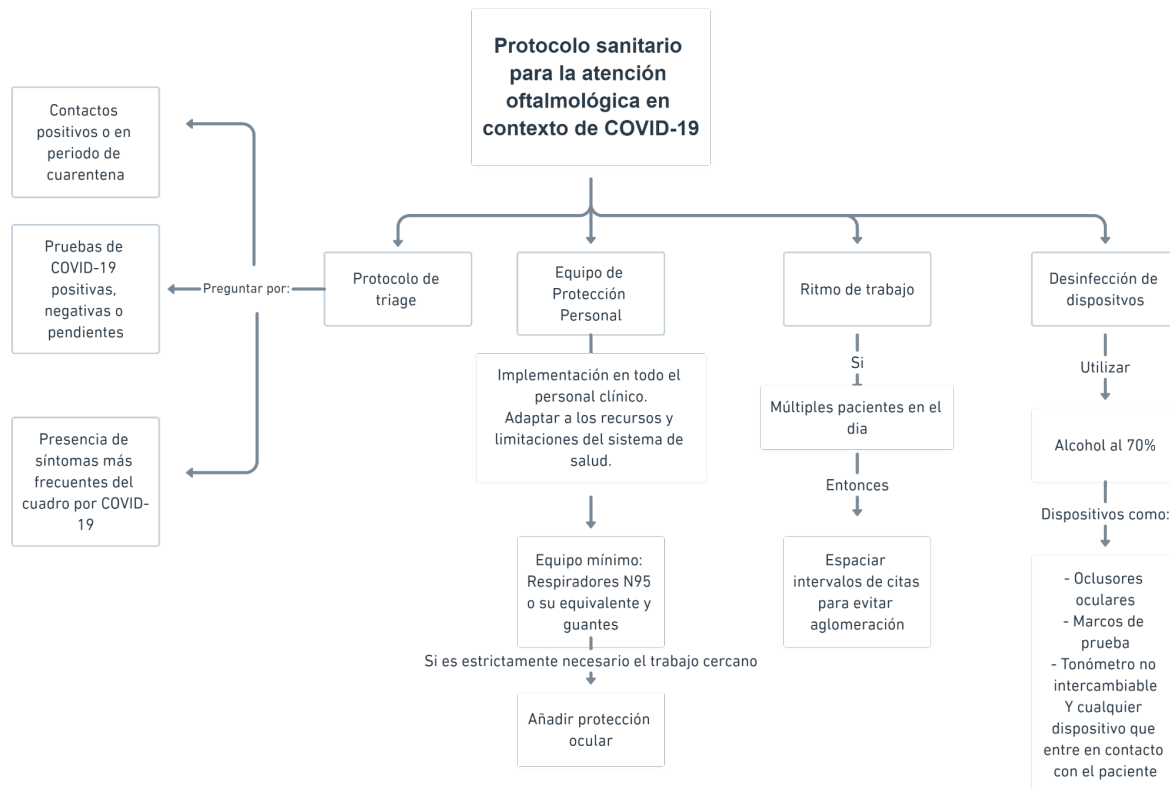 Protocolo sanitario
para la atención
oftalmológica en
contexto de COVID-19
Contactos
positivos o en
periodo de
cuarentena
Pruebas de
COVID-19
positivas,
negativas o
pendientes
Presencia de
síntomas más
frecuentes del
cuadro por COVID-
19
Preguntar por:
Protocolo de
triage
Equipo de
Protección
Personal
Implementación en todo el
personal clínico.
Adaptar a los recursos y
limitaciones del sistema de
salud.
Equipo mínimo:
Respiradores N95
o su equivalente y
guantes
Si es estrictamente necesario el trabajo cercano
Añadir protección
ocular
Ritmo de trabajo
Si
Múltiples pacientes en el
dia
Entonces
Espaciar
intervalos de citas
para evitar
aglomeración
Desinfección de
dispositvos
Utilizar
Alcohol al 70%
Dispositivos como:
- Oclusores
oculares
- Marcos de
prueba
- Tonómetro no
intercambiable
Y cualquier
dispositivo que
entre en contacto
con el paciente